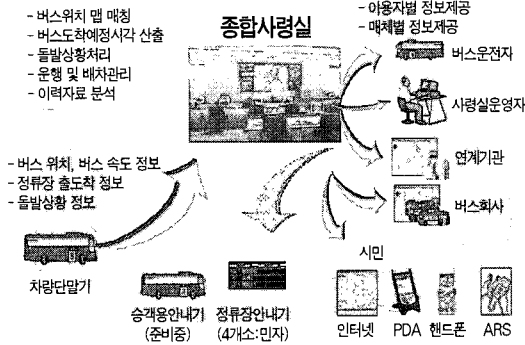 - 버스위치 맵 매칭
- 버스도착예정시각 산출
- 돌발상황처리
- 운행 및 배차관리
- 이력자료 분석
종합사령실
- 이용자별 정보제공
- 매체별 정보제공
버스운전자
사령실운영자
연계기관
버스회사
- 버스 위치, 버스 속도 정보
- 정류장 출도착 정보
- 돌발상황 정보
차량단말기
승객용안내기
(준비중)
정류장안내기
(4개소:민자)
시민
인터넷
PDA
핸드폰
ARS